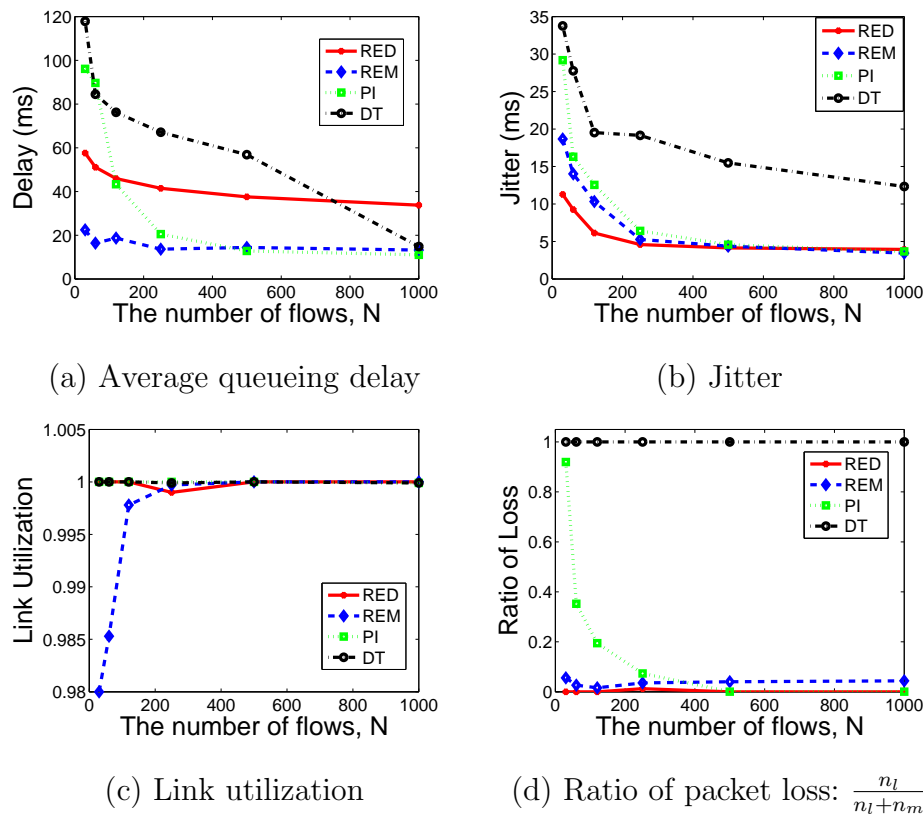 120
100
80
60
40
20
0
Delay (ms)
RED
REM
PI
DT
0 200 400 600 800 1000
The number of flows, N
(a) Average queueing delay
35
30
25
20
15
10
5
0
Jitter (ms)
RED
REM
PI
DT
0 200 400 600 800 1000
The number of flows, N
(b) Jitter
1.005
1
0.995
0.99
0.985
0.98
Link Utilization
RED
REM
PI
DT
0 200 400 600 800 1000
The number of flows, N
(c) Link utilization
1
0.8
0.6
0.4
0.2
0
Ratio of Loss
RED
REM
PI
DT
0 200 400 600 800 1000
The number of flows, N
(d) Ratio of packet loss: $\frac{n_l}{n_l+n_m}$